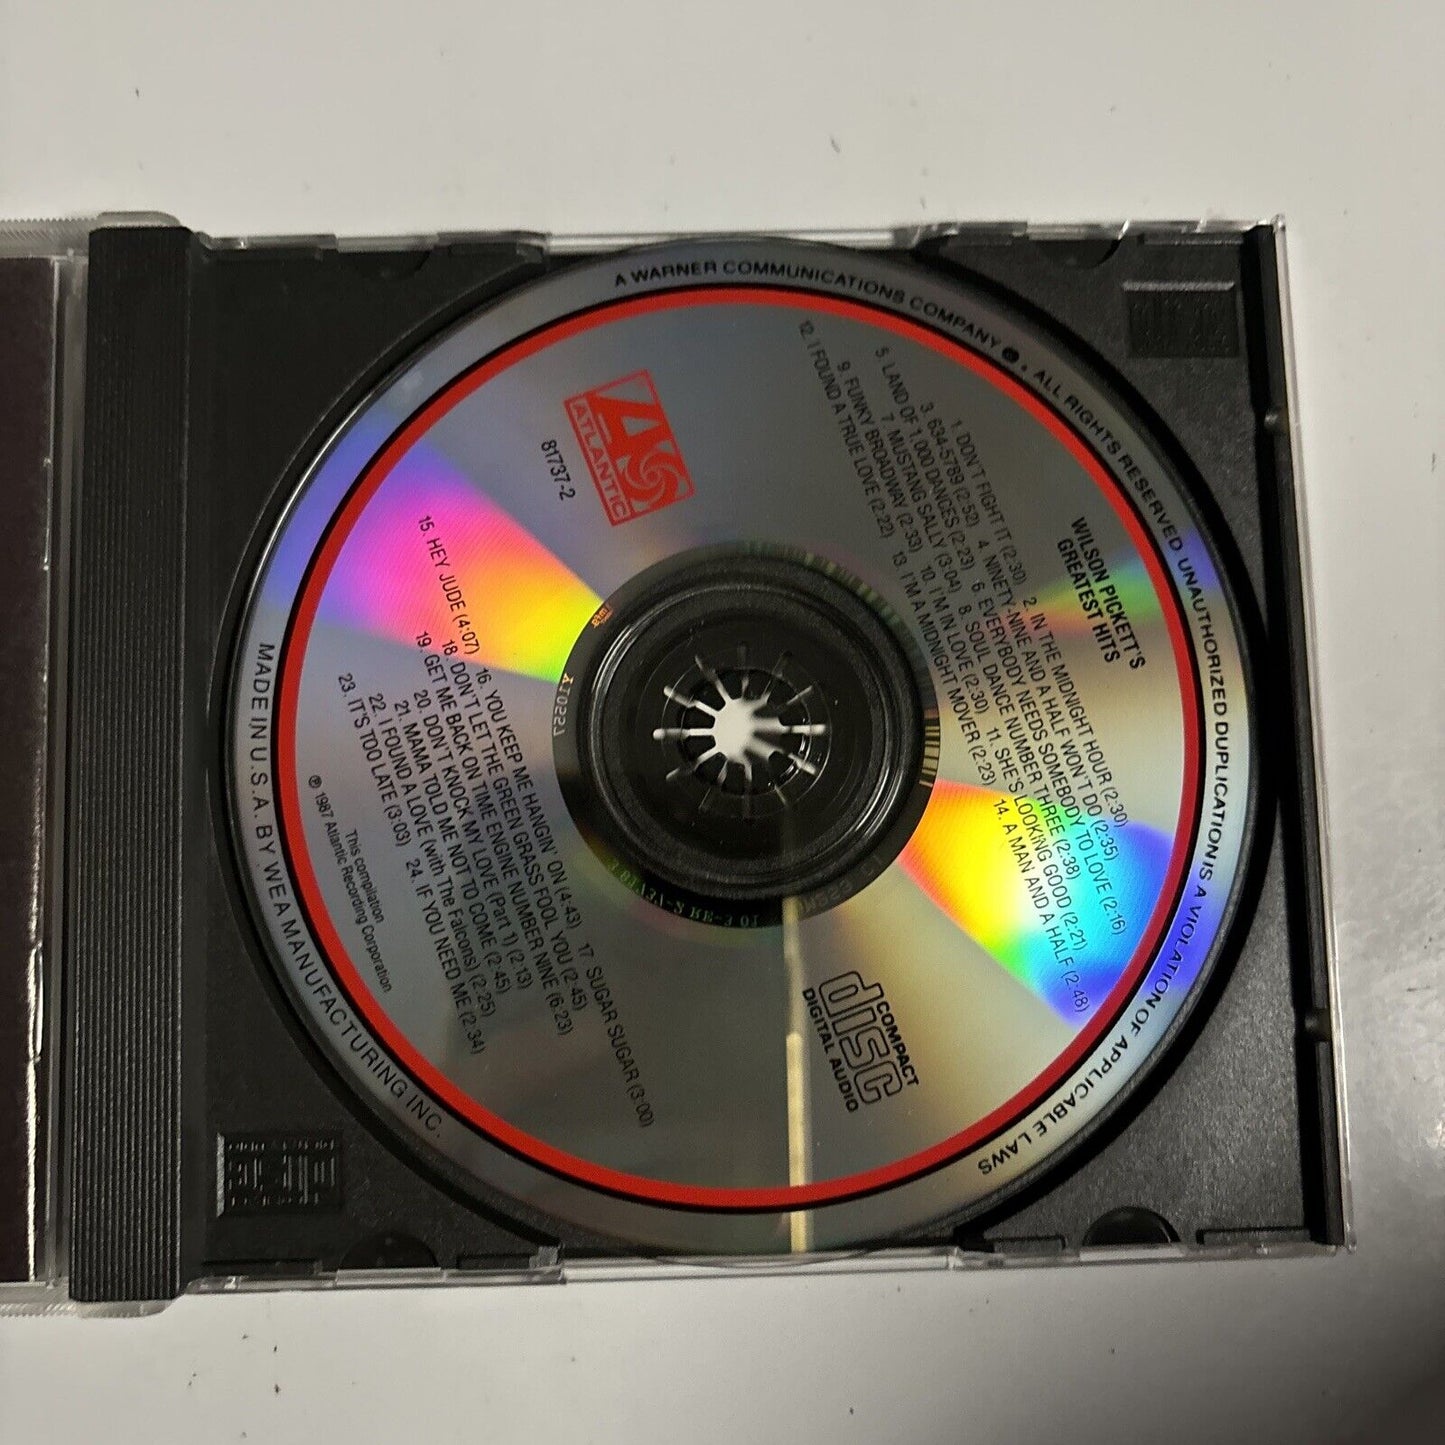 WILSON PICKETT'S
GREATEST HITS
1. DON'T FIGHT IT (2:30) 2. IN THE MIDNIGHT HOUR (2:30)
3. 634-5789 (2:52) 4. NINETY-NINE AND A HALF WON'T DO (2:35)
5. LAND OF 1000 DANCES (2:23) 6. EVERYBODY NEEDS SOMEBODY TO LOVE (2:16)
7. MUSTANG SALLY (3:04) 8. SOUL DANCE NUMBER THREE (2:38)
9. FUNKY BROADWAY (2:33) 10. I'M IN LOVE (2:30) 11. SHE'S LOOKING GOOD (2:21)
12. I FOUND A TRUE LOVE (2:22) 13. I'M A MIDNIGHT MOVER (2:23) 14. A MAN AND A HALF (2:48)
ATLANTIC
81737-2
COMPACT
disc
DIGITAL AUDIO
15. HEY JUDE (4:07) 16. YOU KEEP ME HANGIN' ON (4:43) 17 SUGAR SUGAR (3:00)
18 DON'T LET THE GREEN GRASS FOOL YOU (2:45)
19. GET ME BACK ON TIME ENGINE NUMBER NINE (6:23)
20. DON'T KNOCK MY LOVE (Part 1) (2:13)
21. MAMA TOLD ME NOT TO COME (2:45)
22. I FOUND A LOVE (with The Falcons) (2:25)
23. IT'S TOO LATE (3:03) 24. IF YOU NEED ME (2:34)
This compilation
℗ 1987 Atlantic Recording Corporation
MADE IN U.S.A. BY WEA MANUFACTURING INC.
A WARNER COMMUNICATIONS COMPANY • ALL RIGHTS RESERVED UNAUTHORIZED DUPLICATION IS A VIOLATION OF APPLICABLE LAWS